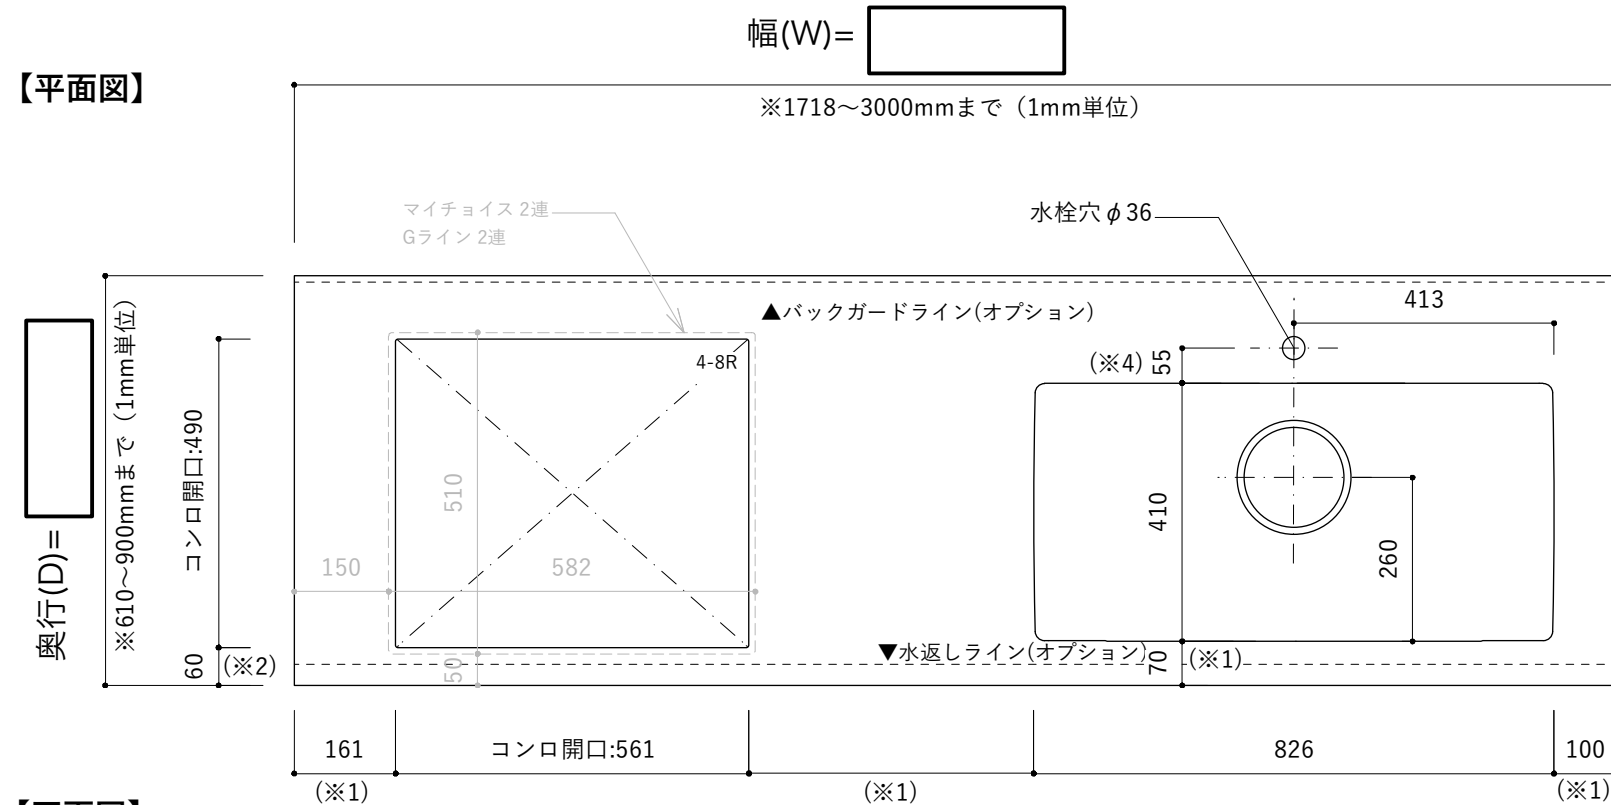 幅(W)=
【平面図】
※1718～3000mmまで（1mm単位）
マイチョイス 2連
Gライン 2連
水栓穴φ36
▲バックガードライン(オプション)
413
4-8R
(※4)
55
奥行(D)=
※610～900mmまで（1mm単位）
コンロ開口:490
510
410
260
150
582
60
(※2)
50
▼水返しライン(オプション)
70
(※1)
161
コンロ開口:561
826
100
(※1)
(※1)
(※1)